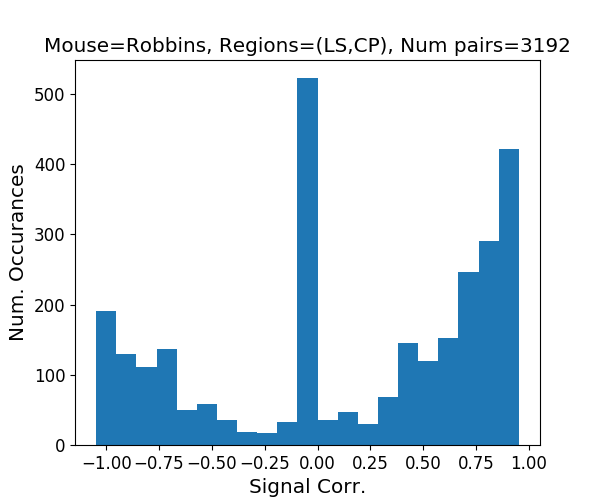 Mouse=Robbins, Regions=(LS,CP), Num pairs=3192
Num. Occurances
500
400
300
200
100
0
−1.00 −0.75 −0.50 −0.25 0.00 0.25 0.50 0.75 1.00
Signal Corr.